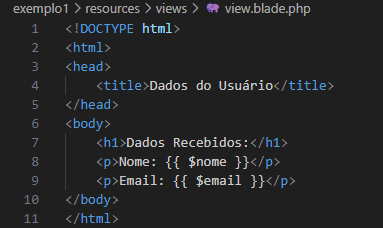 exemplo1 > resources > views > view.blade.php
1 <!DOCTYPE html>
2 <html>
3 <head>
4     <title>Dados do Usuário</title>
5 </head>
6 <body>
7     <h1>Dados Recebidos:</h1>
8     <p>Nome: {{ $nome }}</p>
9     <p>Email: {{ $email }}</p>
10 </body>
11 </html>